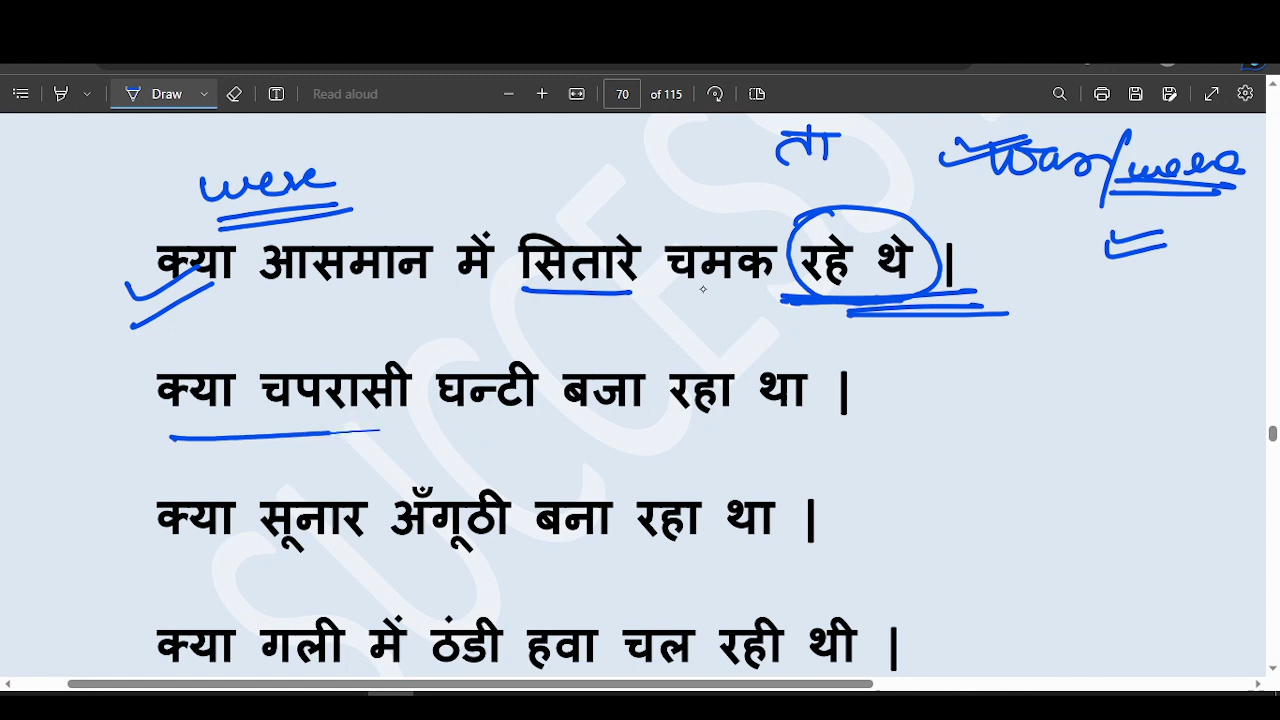 Draw Read aloud 70 of 115
ता was/were
were
क्या आसमान में सितारे चमक रहे थे |
क्या चपरासी घन्टी बजा रहा था |
क्या सूनार अँगूठी बना रहा था |
क्या गली में ठंडी हवा चल रही थी |
SUCCESS